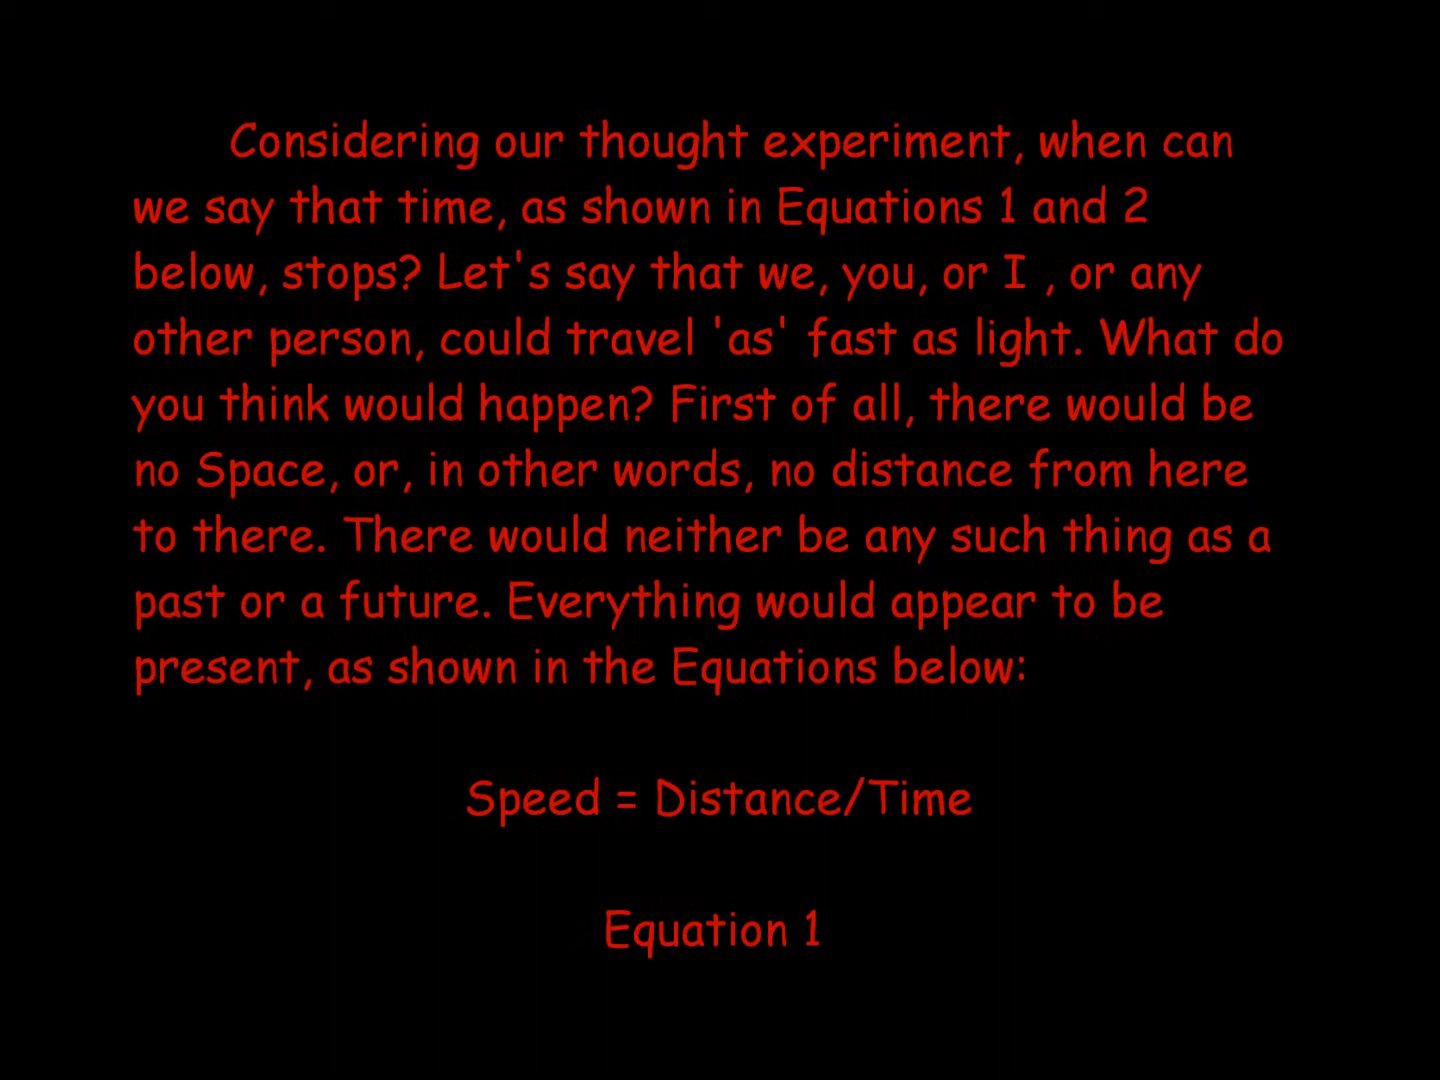 Considering our thought experiment, when can
we say that time, as shown in Equations 1 and 2
below, stops? Let's say that we, you, or I , or any
other person, could travel 'as' fast as light. What do
you think would happen? First of all, there would be
no Space, or, in other words, no distance from here
to there. There would neither be any such thing as a
past or a future. Everything would appear to be
present, as shown in the Equations below:
Speed = Distance/Time
Equation 1